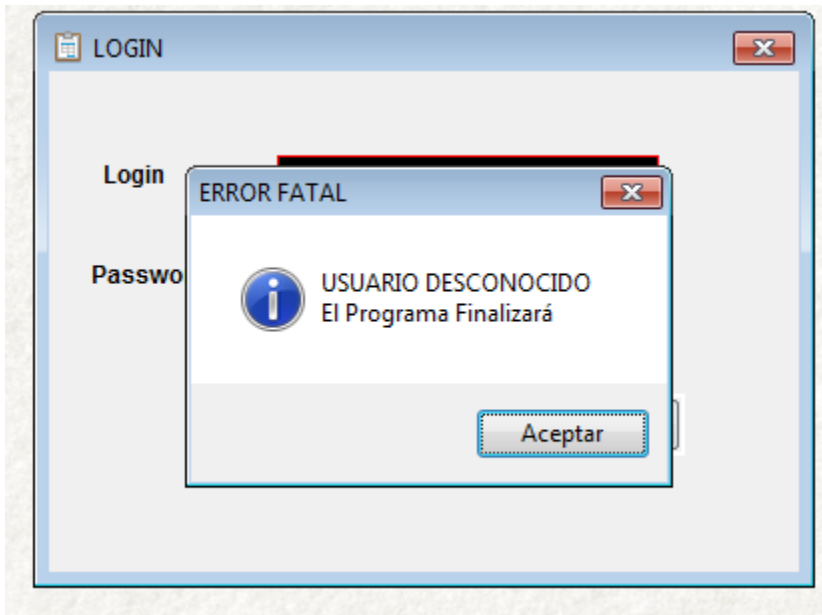 LOGIN
Login
ERROR FATAL
Passwo
USUARIO DESCONOCIDO
El Programa Finalizará
Aceptar